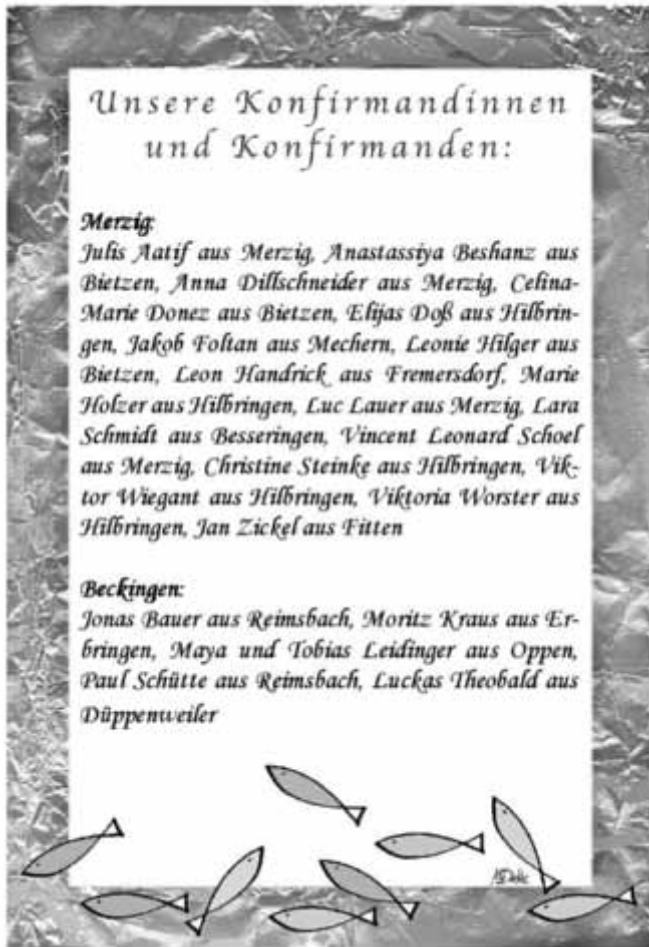 Unsere Konfirmandinnen
und Konfirmanden:
Merzig:
Julis Aatif aus Merzig, Anastassiya Beshanz aus
Bietzen, Anna Dillschneider aus Merzig, Celina-
Marie Donez aus Bietzen, Elijas Doß aus Hilbrin-
gen, Jakob Foltan aus Mechern, Leonie Hilger aus
Bietzen, Leon Handrick aus Fremersdorf, Marie
Holzer aus Hilbringen, Luc Lauer aus Merzig, Lara
Schmidt aus Besseringen, Vincent Leonard Schoel
aus Merzig, Christine Steinke aus Hilbringen, Vik-
tor Wiegant aus Hilbringen, Viktoria Worster aus
Hilbringen, Jan Zickel aus Fitten
Beckingen:
Jonas Bauer aus Reimsbach, Moritz Kraus aus Er-
bringen, Maya und Tobias Leidinger aus Oppen,
Paul Schütte aus Reimsbach, Luckas Theobald aus
Düppenweiler